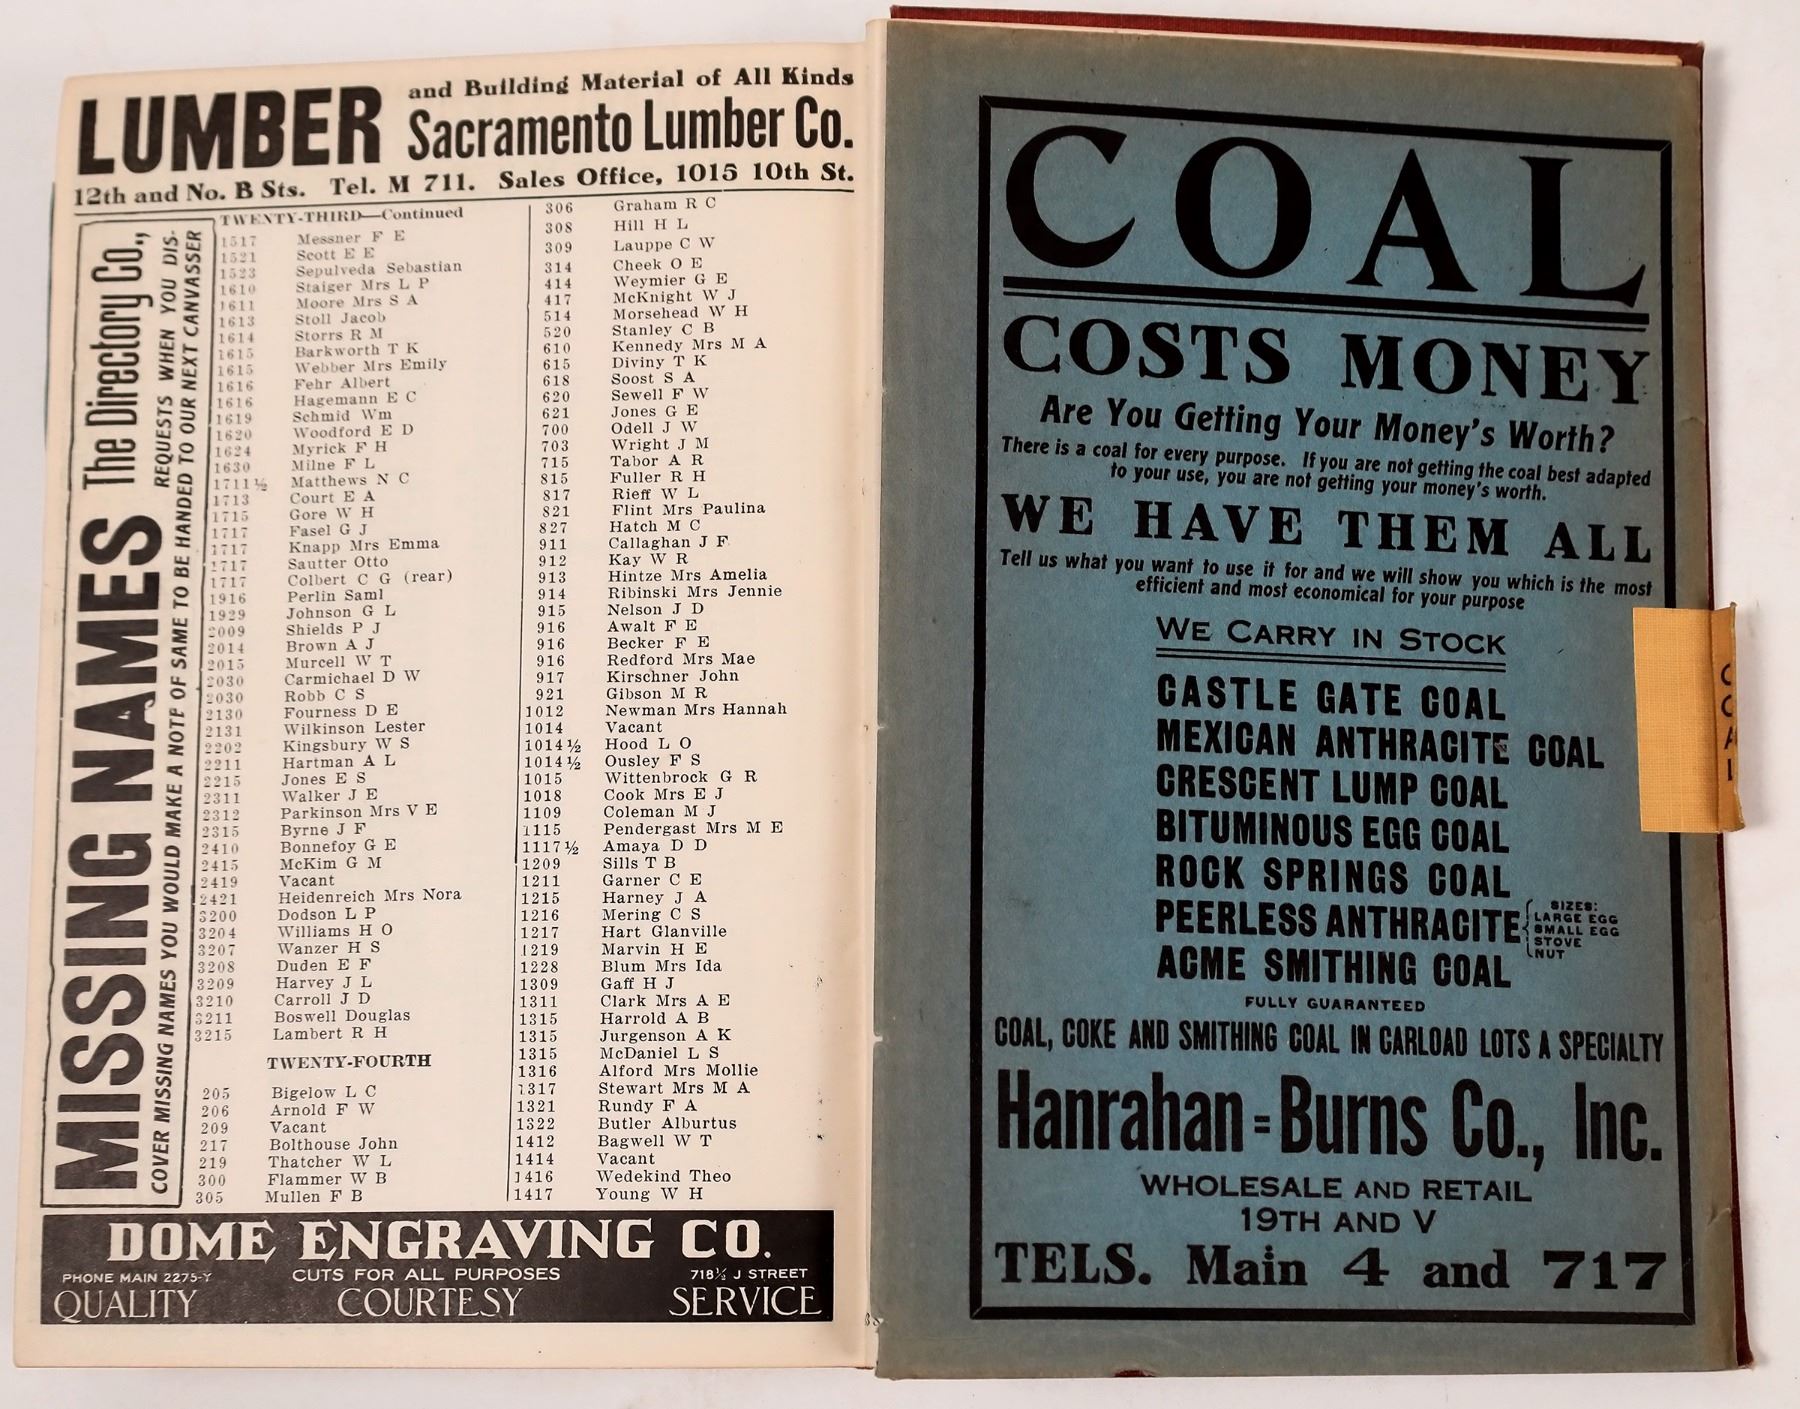 LUMBER and Building Material of All Kinds
Sacramento Lumber Co.
12th and No. B Sts. Tel. M 711. Sales Office, 1015 10th St.
MISSING NAMES The Directory Co.,
REQUESTS WHEN YOU DIS-
COVER MISSING NAMES YOU WOULD MAKE A NOTE OF SAME TO BE HANDED TO OUR NEXT CANVASSER
TWENTY-THIRD—Continued
1517 Messner F E
1521 Scott E E
1523 Sepulveda Sebastian
1610 Staiger Mrs L P
1611 Moore Mrs S A
1613 Stoll Jacob
1614 Storrs R M
1615 Barkworth T K
1615 Webber Mrs Emily
1616 Fehr Albert
1616 Hagemann E C
1619 Schmid Wm
1620 Woodford E D
1624 Myrick F H
1630 Milne F L
1711½ Matthews N C
1713 Court E A
1715 Gore W H
1717 Fasel G J
1717 Knapp Mrs Emma
1717 Sautter Otto
1717 Colbert C G (rear)
1916 Perlin Saml
1929 Johnson G L
2009 Shields P J
2014 Brown A J
2015 Murcell W T
2030 Carmichael D W
2030 Robb C S
2130 Fourness D E
2131 Wilkinson Lester
2202 Kingsbury W S
2211 Hartman A L
2215 Jones E S
2311 Walker J E
2312 Parkinson Mrs V E
2315 Byrne J F
2410 Bonnefoy G E
2415 McKim G M
2419 Vacant
2421 Heidenreich Mrs Nora
3200 Dodson L P
3204 Williams H O
3207 Wanzer H S
3208 Duden E F
3209 Harvey J L
3210 Carroll J D
3211 Boswell Douglas
3215 Lambert R H
TWENTY-FOURTH
205 Bigelow L C
206 Arnold F W
209 Vacant
217 Bolthouse John
219 Thatcher W L
300 Flammer W B
305 Mullen F B
306 Graham R C
308 Hill H L
309 Lauppe C W
314 Cheek O E
414 Weymier G E
417 McKnight W J
514 Morsehead W H
520 Stanley C B
610 Kennedy Mrs M A
615 Diviny T K
618 Soost S A
620 Sewell F W
621 Jones G E
700 Odell J W
703 Wright J M
715 Tabor A R
815 Fuller R H
817 Rieff W L
821 Flint Mrs Paulina
827 Hatch M C
911 Callaghan J F
912 Kay W R
913 Hintze Mrs Amelia
914 Ribinski Mrs Jennie
915 Nelson J D
916 Awalt F E
916 Becker F E
916 Redford Mrs Mae
917 Kirschner John
921 Gibson M R
1012 Newman Mrs Hannah
1014 Vacant
1014½ Hood L O
1014½ Ousley F S
1015 Wittenbrock G R
1018 Cook Mrs E J
1109 Coleman M J
1115 Pendergast Mrs M E
1117½ Amaya D D
1209 Sills T B
1211 Garner C E
1215 Harney J A
1216 Mering C S
1217 Hart Glanville
1219 Marvin H E
1228 Blum Mrs Ida
1309 Gaff H J
1311 Clark Mrs A E
1315 Harrold A B
1315 Jurgenson A K
1315 McDaniel L S
1316 Alford Mrs Mollie
1317 Stewart Mrs M A
1321 Rundy F A
1322 Butler Alburtus
1412 Bagwell W T
1414 Vacant
1416 Wedekind Theo
1417 Young W H
DOME ENGRAVING CO.
PHONE MAIN 2275-Y CUTS FOR ALL PURPOSES 718½ J STREET
QUALITY COURTESY SERVICE
COAL
COSTS MONEY
Are You Getting Your Money's Worth?
There is a coal for every purpose. If you are not getting the coal best adapted
to your use, you are not getting your money's worth.
WE HAVE THEM ALL
Tell us what you want to use it for and we will show you which is the most
efficient and most economical for your purpose
WE CARRY IN STOCK
CASTLE GATE COAL
MEXICAN ANTHRACITE COAL
CRESCENT LUMP COAL
BITUMINOUS EGG COAL
ROCK SPRINGS COAL
PEERLESS ANTHRACITE
SIZES:
LARGE EGG
SMALL EGG
STOVE
NUT
ACME SMITHING COAL
FULLY GUARANTEED
COAL, COKE AND SMITHING COAL IN CARLOAD LOTS A SPECIALTY
Hanrahan=Burns Co., Inc.
WHOLESALE AND RETAIL
19TH AND V
TELS. Main 4 and 717